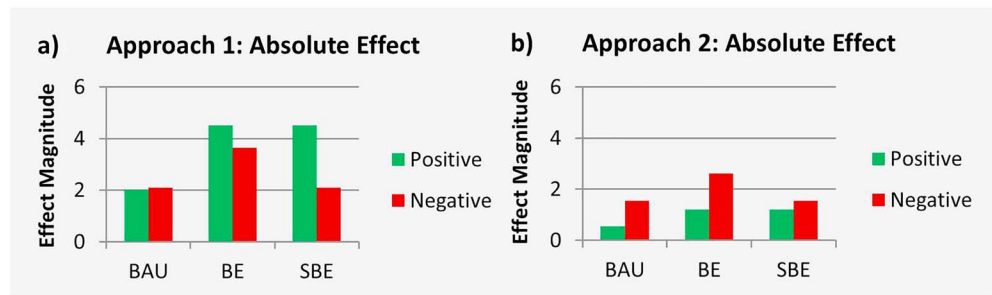 a) Approach 1: Absolute Effect
Effect Magnitude
6
4
2
0
BAU BE SBE
Positive
Negative
b) Approach 2: Absolute Effect
Effect Magnitude
6
4
2
0
BAU BE SBE
Positive
Negative